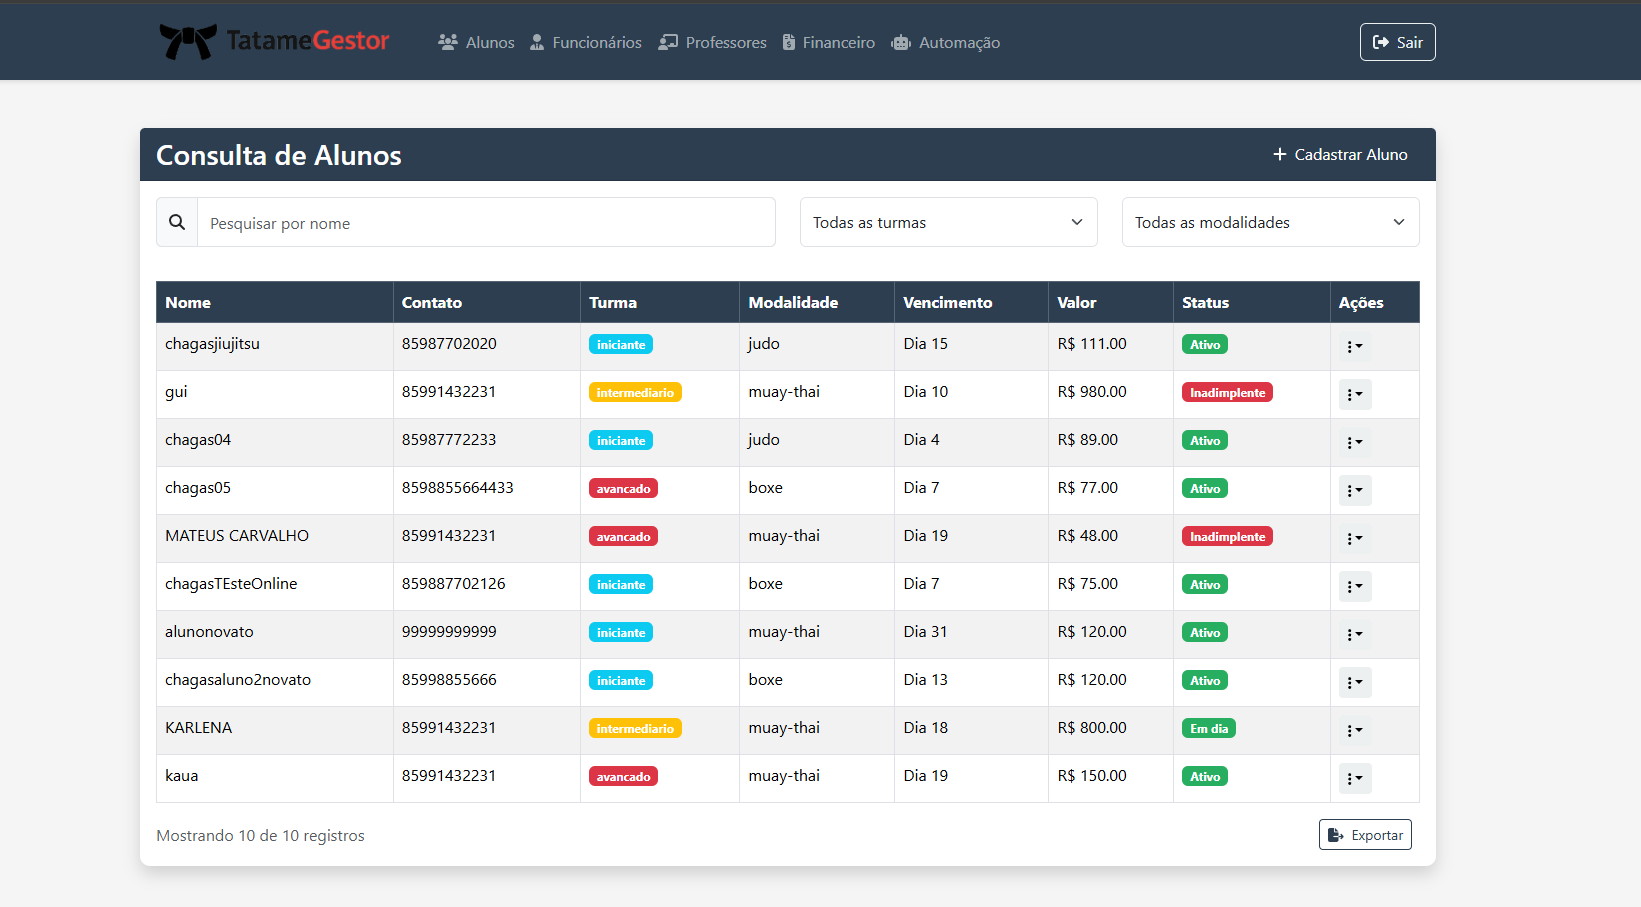 TatameGestor Alunos Funcionários Professores Financeiro Automação Sair
Consulta de Alunos Cadastrar Aluno
Pesquisar por nome Todas as turmas Todas as modalidades
Nome Contato Turma Modalidade Vencimento Valor Status Ações
chagasjiujitsu 85987702020 iniciante judo Dia 15 R$ 111.00 Ativo
gui 85991432231 intermediario muay-thai Dia 10 R$ 980.00 Inadimplente
chagas04 85987772233 iniciante judo Dia 4 R$ 89.00 Ativo
chagas05 8598855664433 avancado boxe Dia 7 R$ 77.00 Ativo
MATEUS CARVALHO 85991432231 avancado muay-thai Dia 19 R$ 48.00 Inadimplente
chagasTEsteOnline 859887702126 iniciante boxe Dia 7 R$ 75.00 Ativo
alunonovato 99999999999 iniciante muay-thai Dia 31 R$ 120.00 Ativo
chagasaluno2novato 85998855666 iniciante boxe Dia 13 R$ 120.00 Ativo
KARLENA 85991432231 intermediario muay-thai Dia 18 R$ 800.00 Em dia
kaua 85991432231 avancado muay-thai Dia 19 R$ 150.00 Ativo
Mostrando 10 de 10 registros Exportar